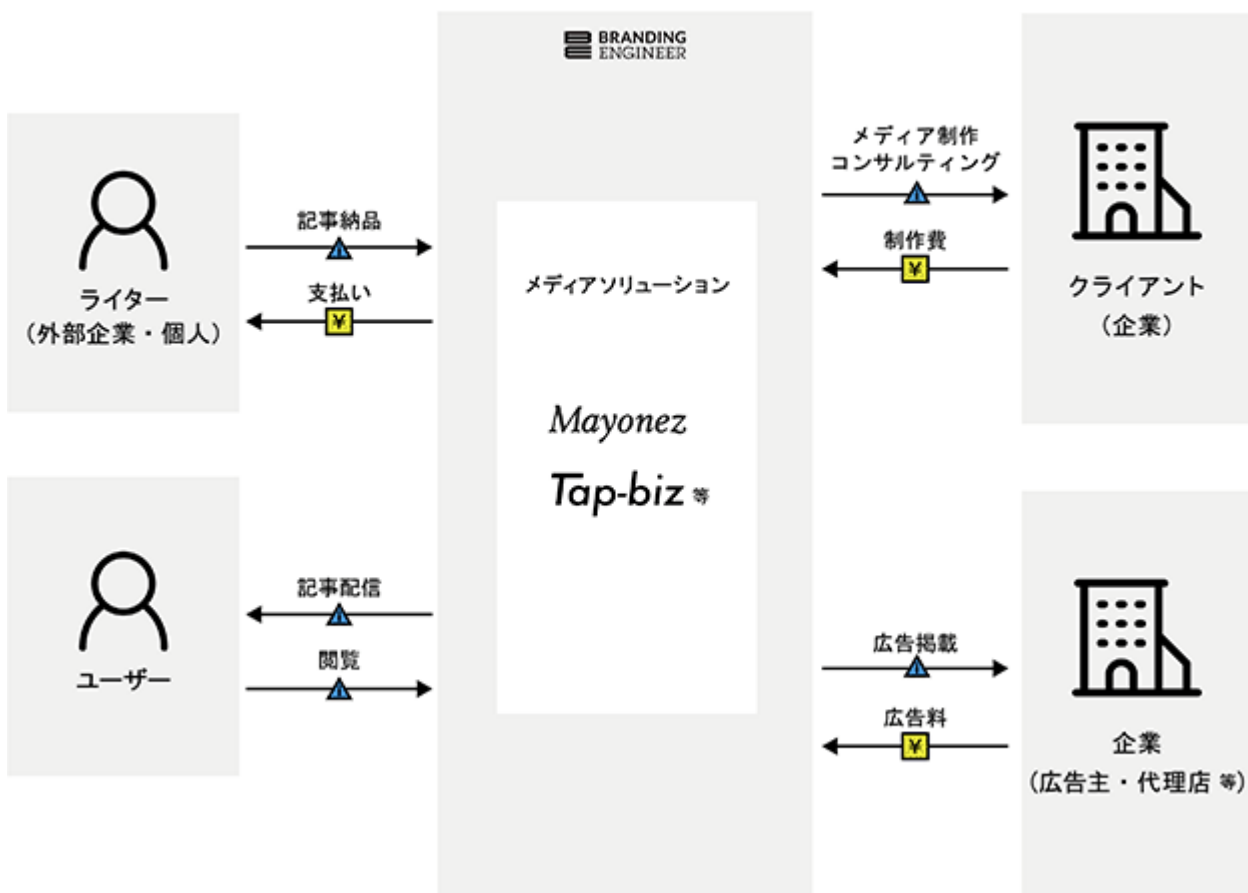 BRANDING
ENGINEER
ライター
（外部企業・個人）
記事納品
支払い
¥
メディアソリューション
Mayonez
Tap-biz 等
メディア制作
コンサルティング
制作費
¥
クライアント
（企業）
ユーザー
記事配信
閲覧
広告掲載
広告料
¥
企業
（広告主・代理店 等）